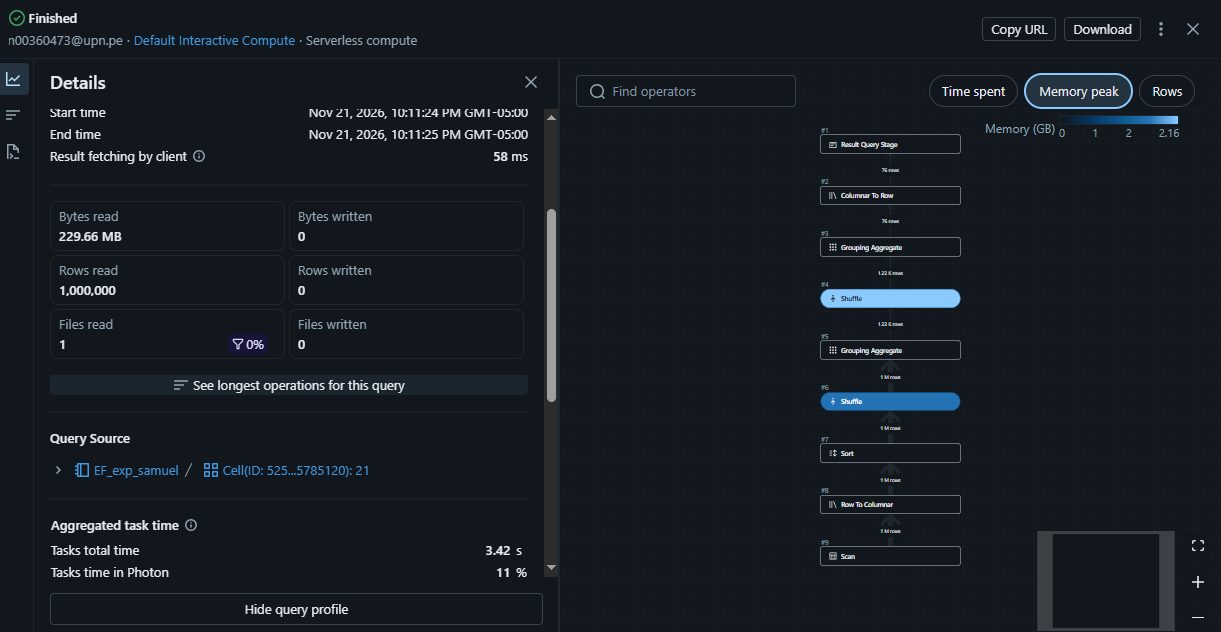 Finished
n00360473@upn.pe · Default Interactive Compute · Serverless compute
Copy URL
Download
Details
Start time Nov 21, 2026, 10:11:24 PM GMT-05:00
End time Nov 21, 2026, 10:11:25 PM GMT-05:00
Result fetching by client 58 ms
Bytes read
229.66 MB
Bytes written
0
Rows read
1,000,000
Rows written
0
Files read
1 0%
Files written
0
See longest operations for this query
Query Source
EF_exp_samuel / Cell(ID: 525...5785120): 21
Aggregated task time
Tasks total time 3.42 s
Tasks time in Photon 11 %
Hide query profile
Find operators
Time spent
Memory peak
Rows
Memory (GB) 0 1 2 2.16
#1
Result Query Stage
76 rows
#2
Columnar To Row
76 rows
#3
Grouping Aggregate
1.22 K rows
#4
Shuffle
1.22 K rows
#5
Grouping Aggregate
1 M rows
#6
Shuffle
1 M rows
#7
Sort
1 M rows
#8
Row To Columnar
1 M rows
#9
Scan